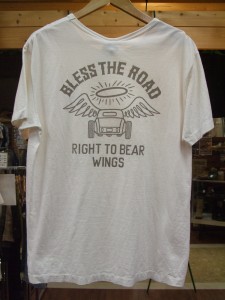 BLESS THE ROAD
RIGHT TO BEAR
WINGS